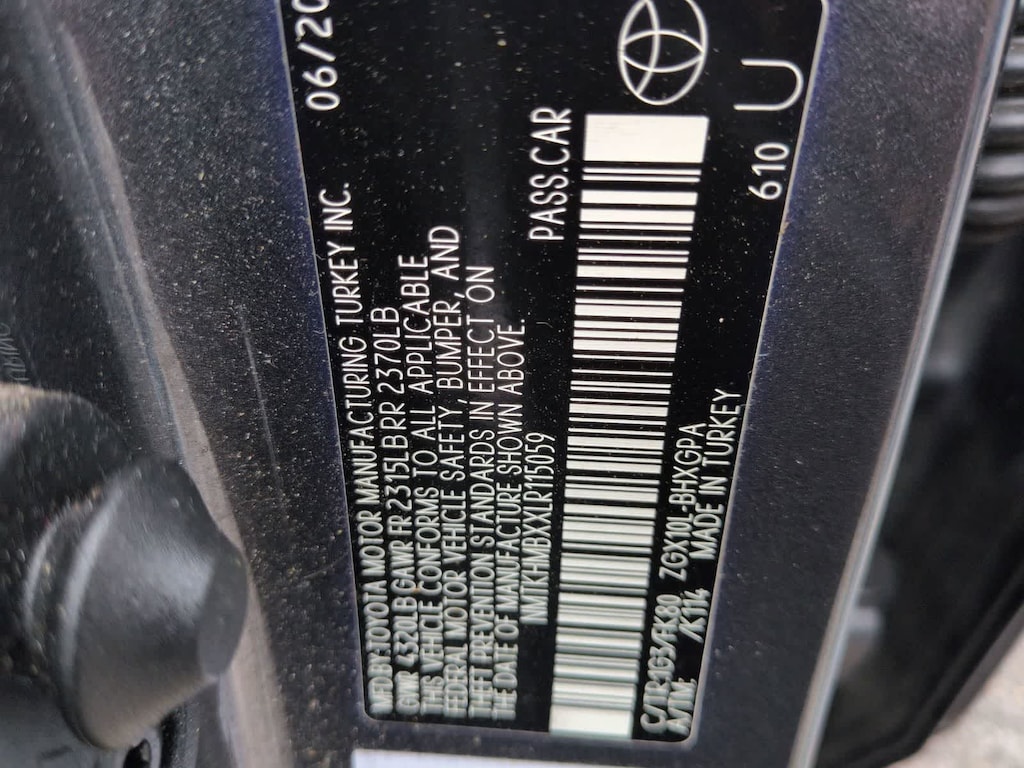 MFD BY: TOYOTA MOTOR MANUFACTURING TURKEY INC. 06/20
GVWR 4320LB GAWR FR 2315LB RR 2370LB
THIS VEHICLE CONFORMS TO ALL APPLICABLE
FEDERAL MOTOR VEHICLE SAFETY, BUMPER, AND
THEFT PREVENTION STANDARDS IN EFFECT ON
THE DATE OF MANUFACTURE SHOWN ABOVE.
NMTKHMBXXLR115059 PASS.CAR
C/TR: 1G3/FK80 ZGX10L-BHXGPA
A/TM: /K114 MADE IN TURKEY
610 U